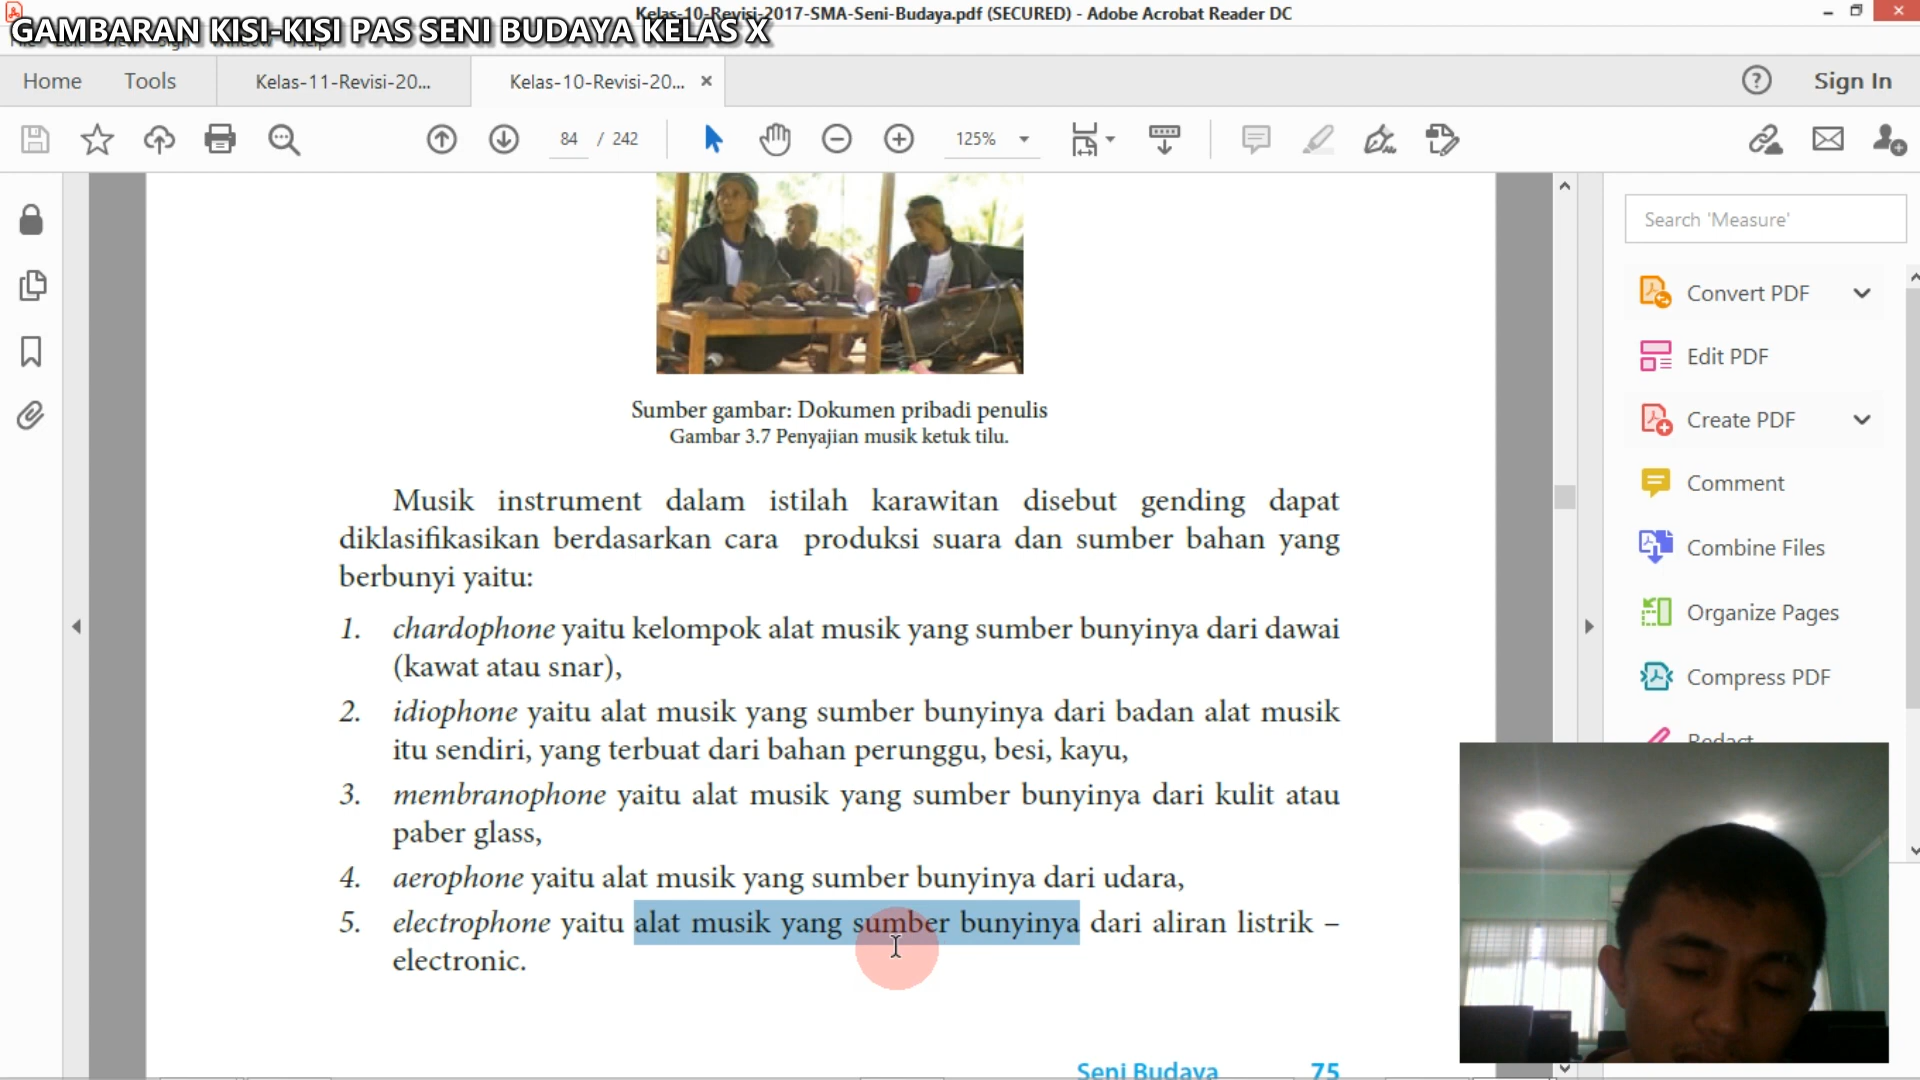 Kelas-10-Revisi-2017-SMA-Seni-Budaya.pdf (SECURED) - Adobe Acrobat Reader DC
GAMBARAN KISI-KISI PAS SENI BUDAYA KELAS X
Home Tools Kelas-11-Revisi-20... Kelas-10-Revisi-20... Sign In
84 / 242 125%
Search 'Measure'
Convert PDF
Edit PDF
Create PDF
Comment
Combine Files
Organize Pages
Compress PDF
Redact
Sumber gambar: Dokumen pribadi penulis
Gambar 3.7 Penyajian musik ketuk tilu.
Musik instrument dalam istilah karawitan disebut gending dapat
diklasifikasikan berdasarkan cara produksi suara dan sumber bahan yang
berbunyi yaitu:
1. chardophone yaitu kelompok alat musik yang sumber bunyinya dari dawai
(kawat atau snar),
2. idiophone yaitu alat musik yang sumber bunyinya dari badan alat musik
itu sendiri, yang terbuat dari bahan perunggu, besi, kayu,
3. membranophone yaitu alat musik yang sumber bunyinya dari kulit atau
paber glass,
4. aerophone yaitu alat musik yang sumber bunyinya dari udara,
5. electrophone yaitu alat musik yang sumber bunyinya dari aliran listrik –
electronic.
Seni Budaya 75